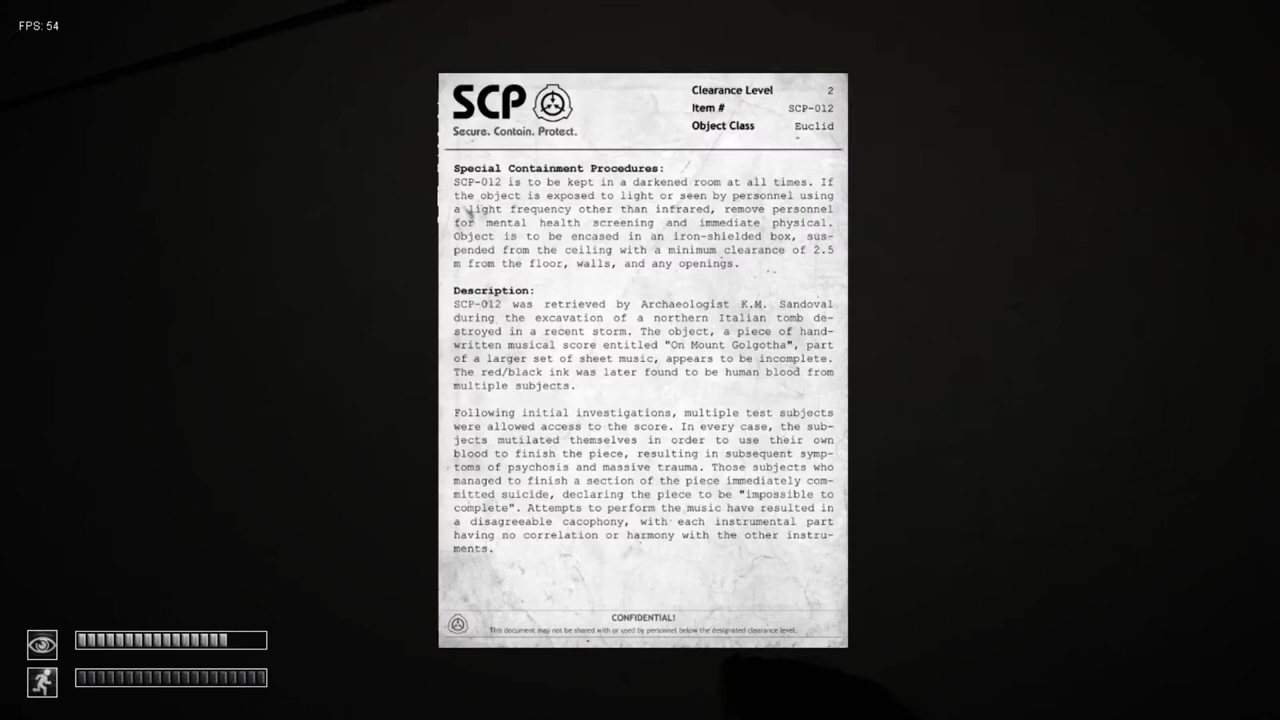 FPS: 54
SCP
Secure. Contain. Protect.
Clearance Level 2
Item # SCP-012
Object Class Euclid
Special Containment Procedures:
SCP-012 is to be kept in a darkened room at all times. If
the object is exposed to light or seen by personnel using
a light frequency other than infrared, remove personnel
for mental health screening and immediate physical.
Object is to be encased in an iron-shielded box, sus-
pended from the ceiling with a minimum clearance of 2.5
m from the floor, walls, and any openings.
Description:
SCP-012 was retrieved by Archaeologist K.M. Sandoval
during the excavation of a northern Italian tomb de-
stroyed in a recent storm. The object, a piece of hand-
written musical score entitled "On Mount Golgotha", part
of a larger set of sheet music, appears to be incomplete.
The red/black ink was later found to be human blood from
multiple subjects.
Following initial investigations, multiple test subjects
were allowed access to the score. In every case, the sub-
jects mutilated themselves in order to use their own
blood to finish the piece, resulting in subsequent symp-
toms of psychosis and massive trauma. Those subjects who
managed to finish a section of the piece immediately com-
mitted suicide, declaring the piece to be "impossible to
complete". Attempts to perform the music have resulted in
a disagreeable cacophony, with each instrumental part
having no correlation or harmony with the other instru-
ments.
CONFIDENTIAL!
This document may not be shared with or used by personnel below the designated clearance level.